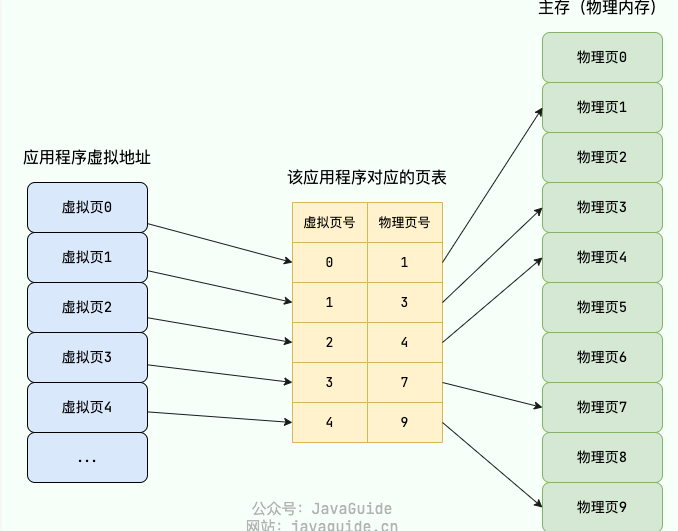 主存（物理内存）
物理页0
物理页1
物理页2
物理页3
物理页4
物理页5
物理页6
物理页7
物理页8
物理页9
应用程序虚拟地址
虚拟页0
虚拟页1
虚拟页2
虚拟页3
虚拟页4
...
该应用程序对应的页表
虚拟页号 物理页号
0 1
1 3
2 4
3 7
4 9
公众号：JavaGuide
网站：javaguide.cn